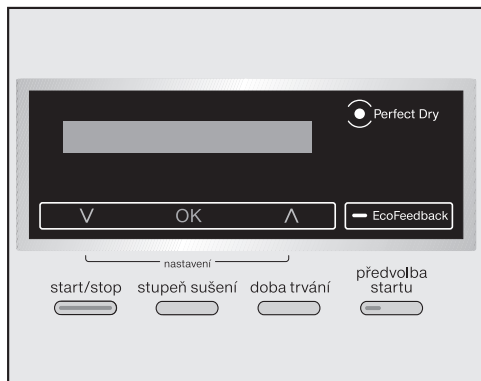 Perfect Dry
V OK Λ
EcoFeedback
nastavení
start/stop stupeň sušení doba trvání předvolba
startu